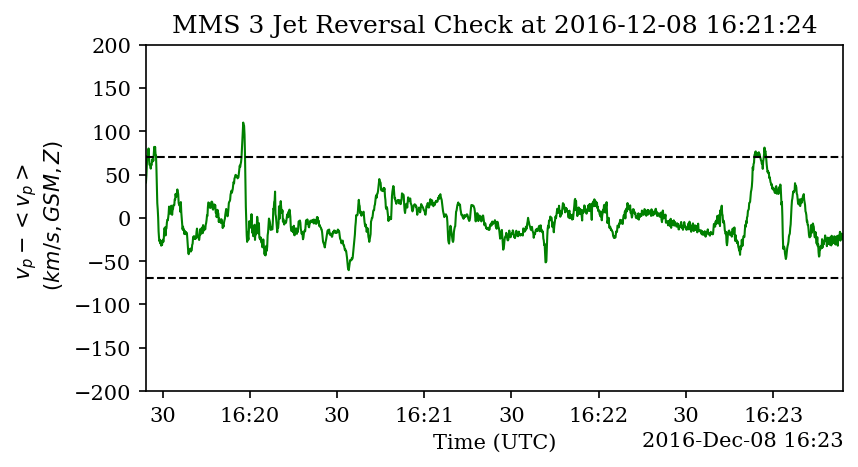 MMS 3 Jet Reversal Check at 2016-12-08 16:21:24
200
150
100
50
0
−50
−100
−150
−200
v_p − < v_p >
(km/s, GSM, Z)
30 16:20 30 16:21 30 16:22 30 16:23
Time (UTC)
2016-Dec-08 16:23